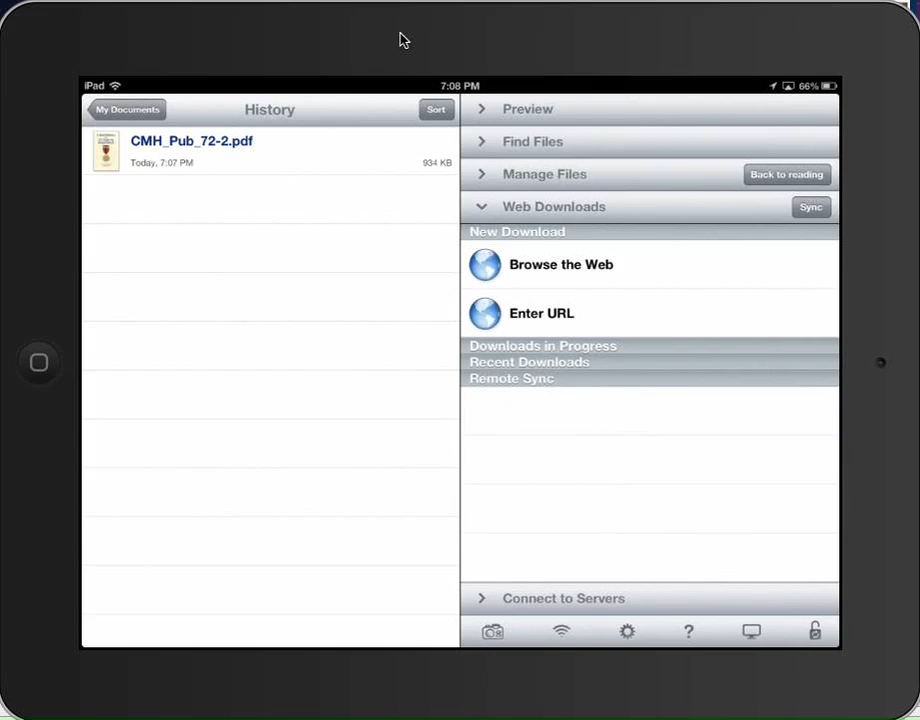 iPad 7:08 PM 66%
My Documents History Sort
CMH_Pub_72-2.pdf
Today, 7:07 PM 934 KB
Preview
Find Files
Manage Files Back to reading
Web Downloads Sync
New Download
Browse the Web
Enter URL
Downloads in Progress
Recent Downloads
Remote Sync
Connect to Servers
?